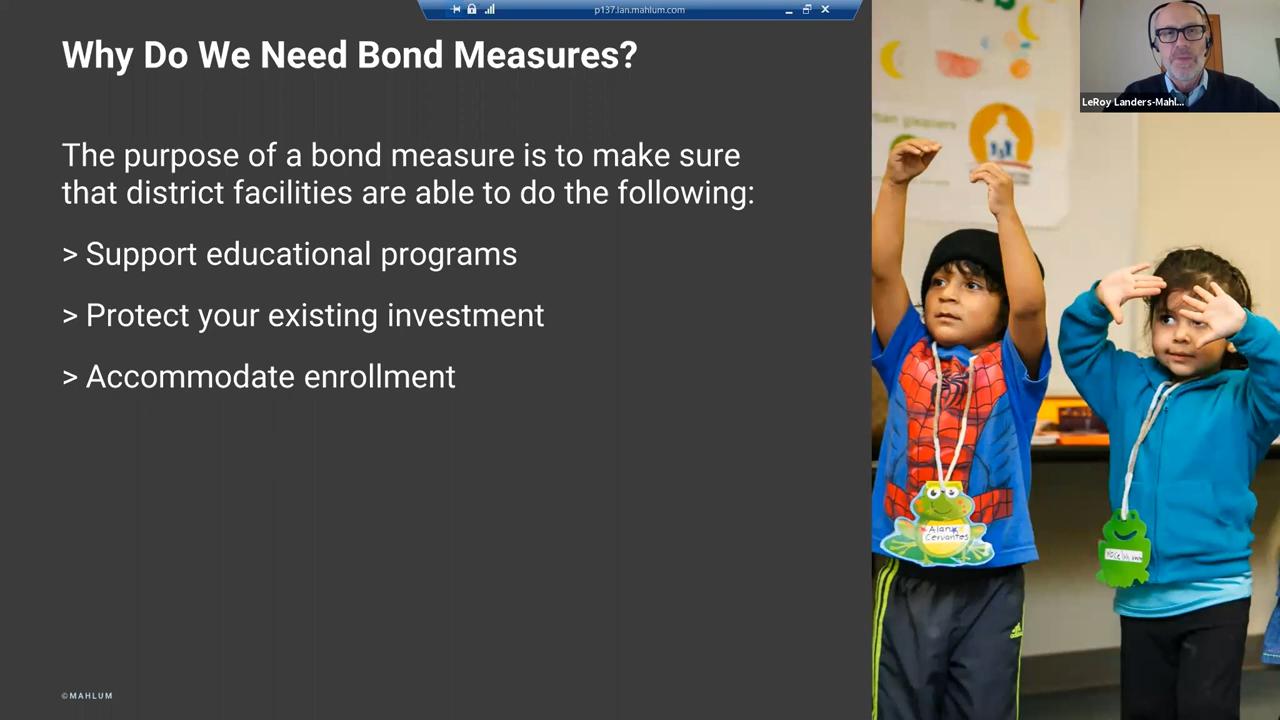 p137.lan.mahlum.com
Why Do We Need Bond Measures?
The purpose of a bond measure is to make sure
that district facilities are able to do the following:
> Support educational programs
> Protect your existing investment
> Accommodate enrollment
©MAHLUM
LeRoy Landers-Mahl...
Alan
Cervantes